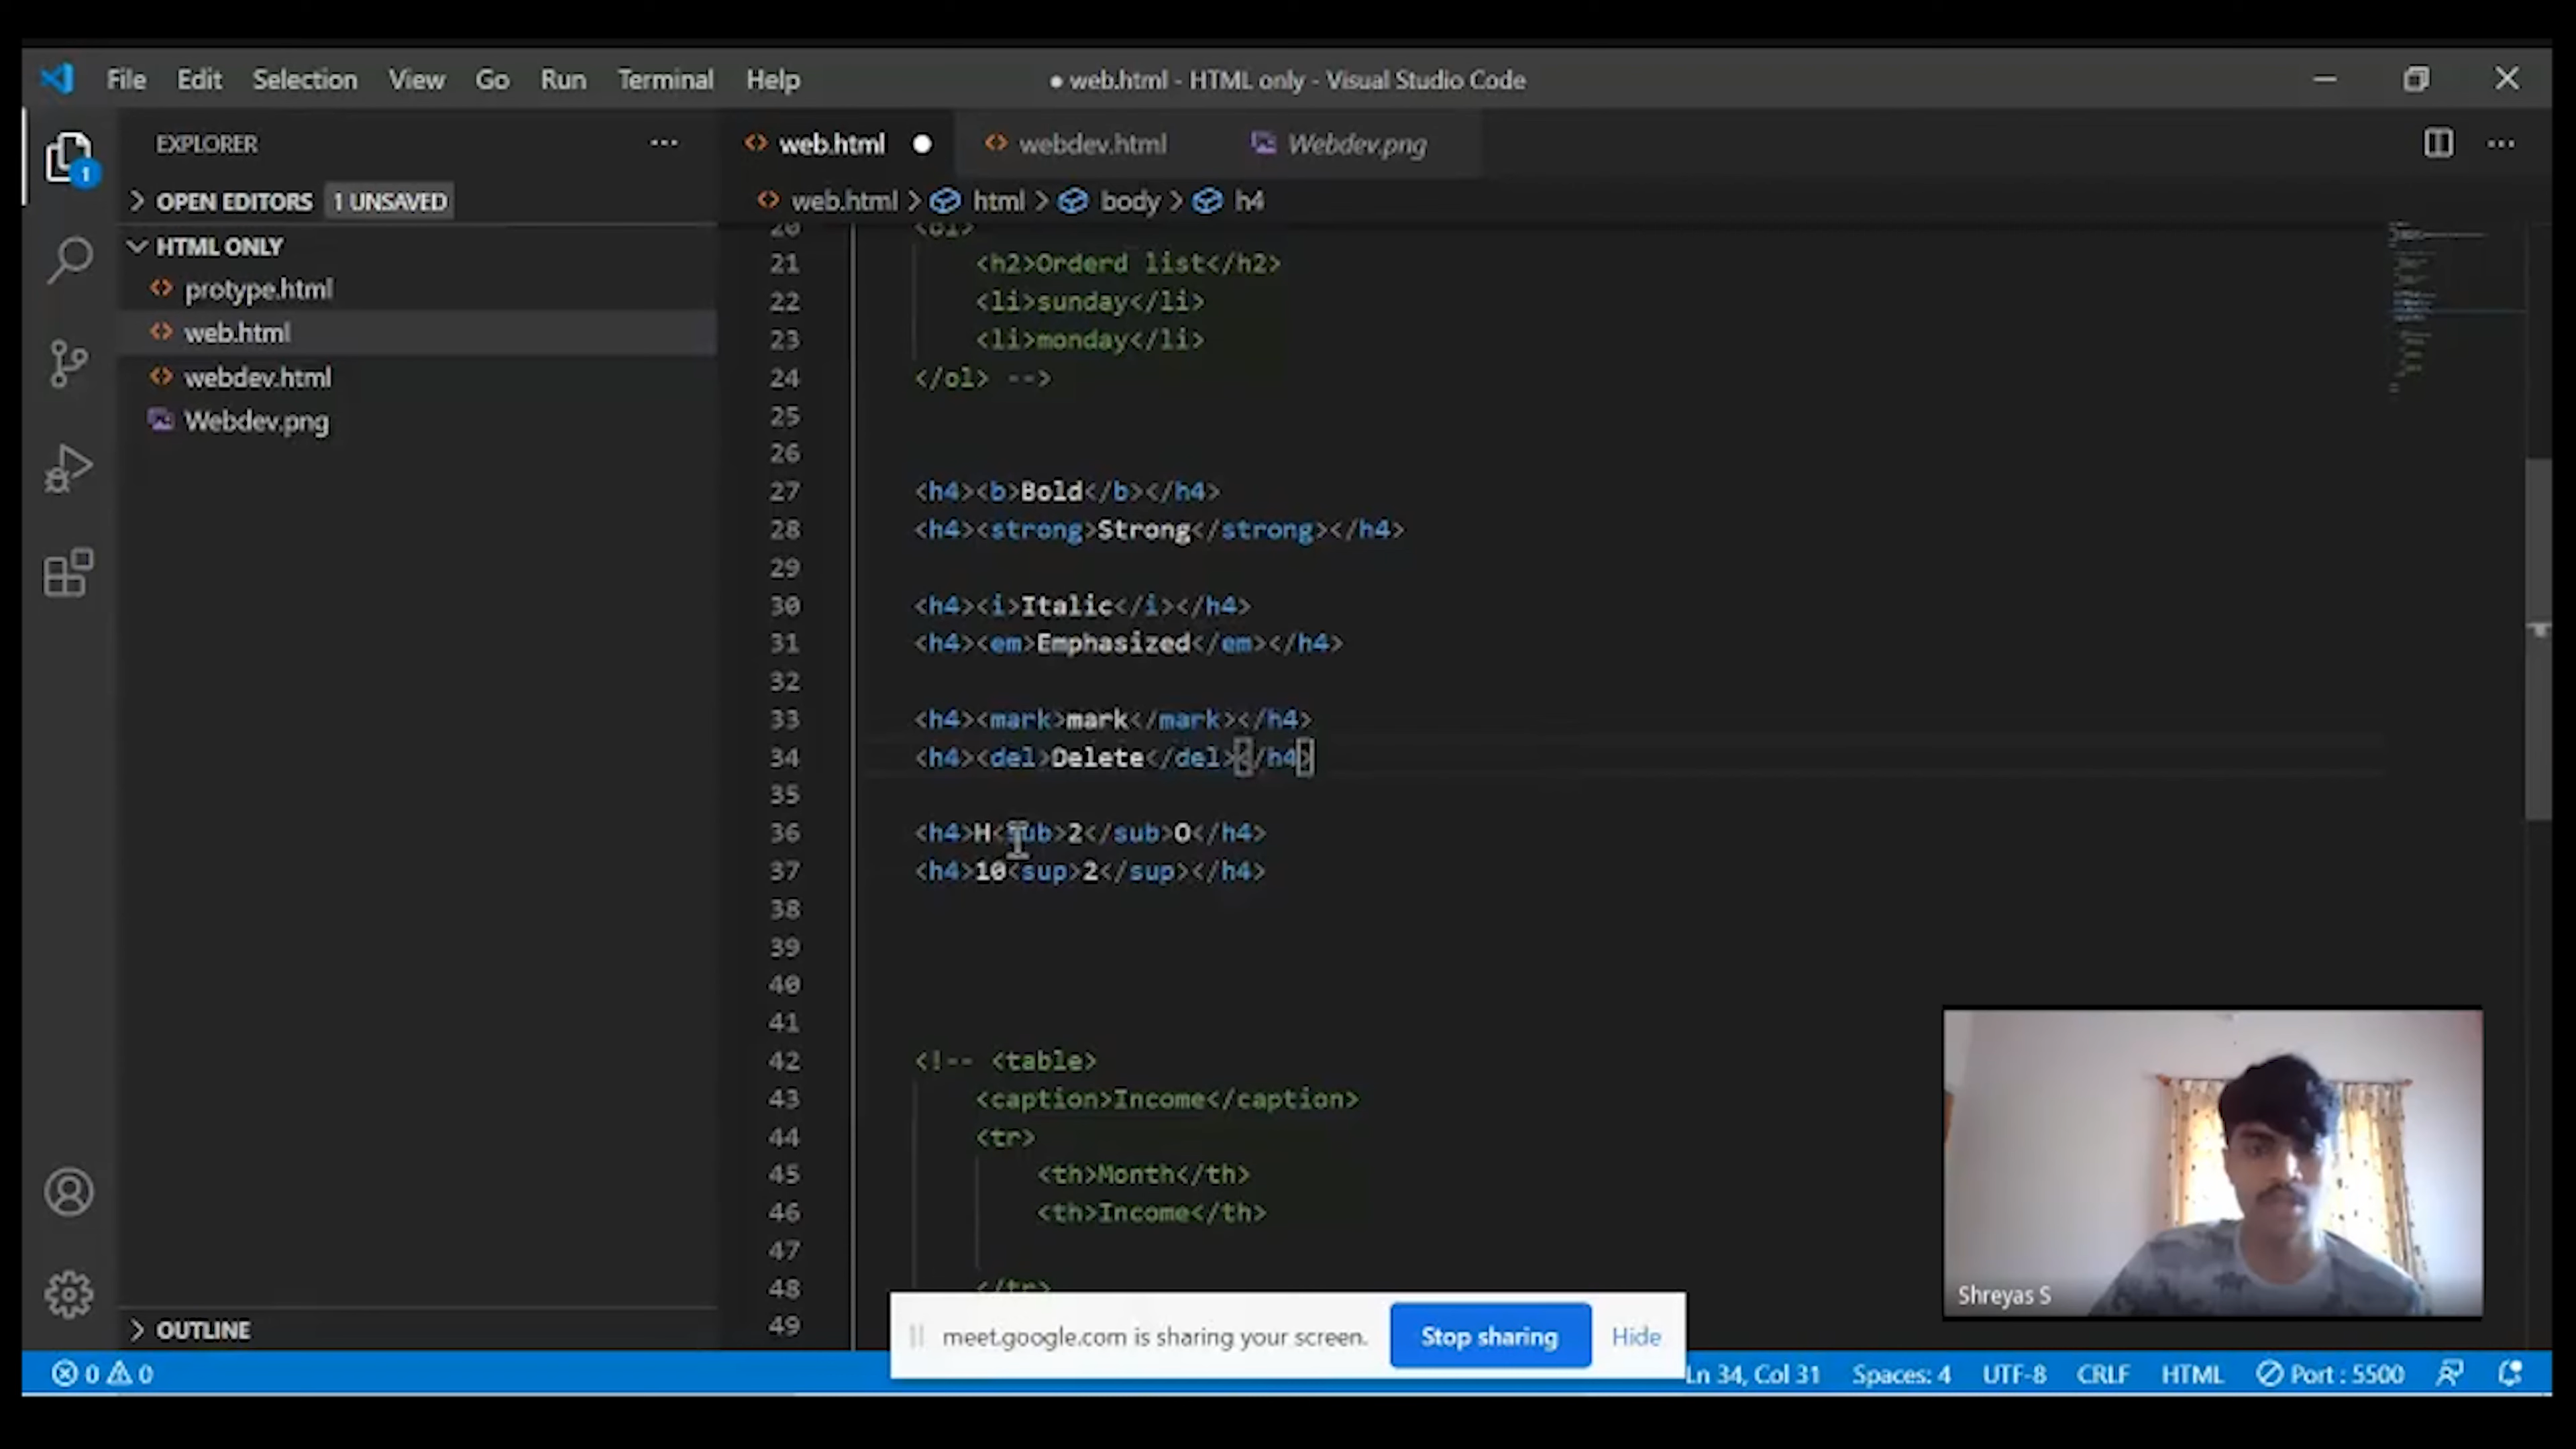 File Edit Selection View Go Run Terminal Help
● web.html - HTML only - Visual Studio Code
EXPLORER
web.html
webdev.html
Webdev.png
1
OPEN EDITORS 1 UNSAVED
web.html > html > body > h4
HTML ONLY
protype.html
web.html
webdev.html
Webdev.png
20 <ol>
21 <h2>Orderd list</h2>
22 <li>sunday</li>
23 <li>monday</li>
24 </ol> -->
25
26
27 <h4><b>Bold</b></h4>
28 <h4><strong>Strong</strong></h4>
29
30 <h4><i>Italic</i></h4>
31 <h4><em>Emphasized</em></h4>
32
33 <h4><mark>mark</mark></h4>
34 <h4><del>Delete</del></h4>
35
36 <h4>H<sub>2</sub>O</h4>
37 <h4>10<sup>2</sup></h4>
38
39
40
41
42 <!-- <table>
43 <caption>Income</caption>
44 <tr>
45 <th>Month</th>
46 <th>Income</th>
47
48 </tr>
49
Shreyas S
OUTLINE
meet.google.com is sharing your screen. Stop sharing Hide
0 0 Ln 34, Col 31 Spaces: 4 UTF-8 CRLF HTML Port : 5500